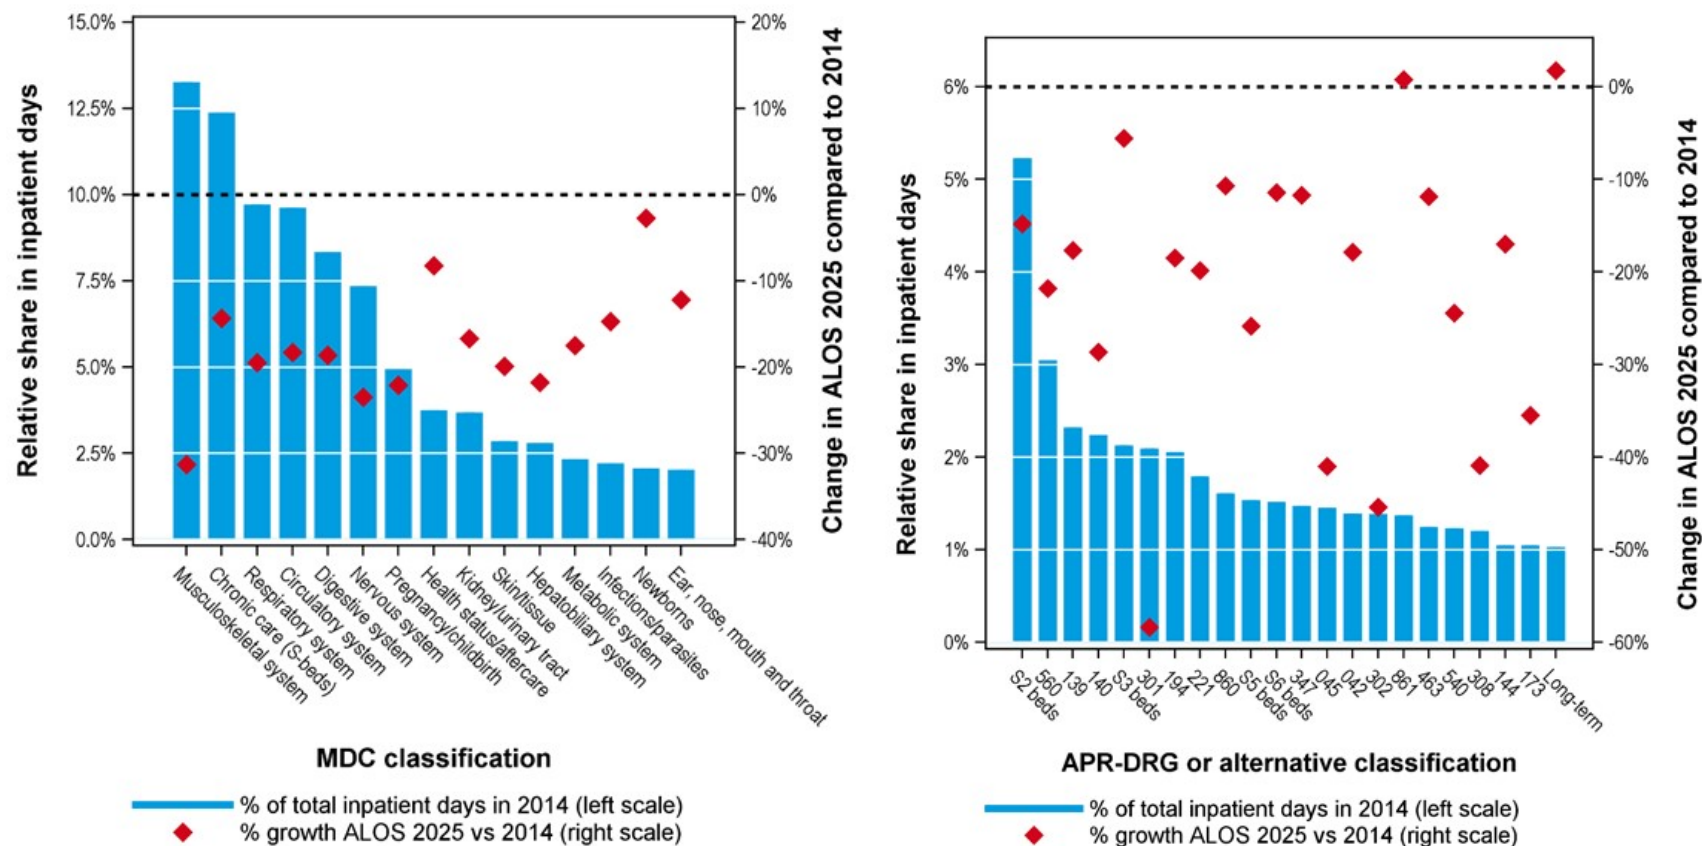 Relative share in inpatient days
15.0%
12.5%
10.0%
7.5%
5.0%
2.5%
0.0%
20%
10%
0%
-10%
-20%
-30%
-40%
Change in ALOS 2025 compared to 2014
Musculoskeletal system
Chronic care (S-beds)
Respiratory system
Circulatory system
Digestive system
Nervous system
Pregnancy/childbirth
Health status/aftercare
Kidney/urinary tract
Skin/tissue
Hepatobiliary system
Metabolic system
Infections/parasites
Newborns
Ear, nose, mouth and throat
MDC classification
% of total inpatient days in 2014 (left scale)
% growth ALOS 2025 vs 2014 (right scale)
Relative share in inpatient days
6%
5%
4%
3%
2%
1%
0%
0%
-10%
-20%
-30%
-40%
-50%
-60%
Change in ALOS 2025 compared to 2014
S2 beds
560
139
140
S3 beds
301
194
221
860
S5 beds
S6 beds
347
045
042
302
861
463
540
308
144
173
Long-term
APR-DRG or alternative classification
% of total inpatient days in 2014 (left scale)
% growth ALOS 2025 vs 2014 (right scale)